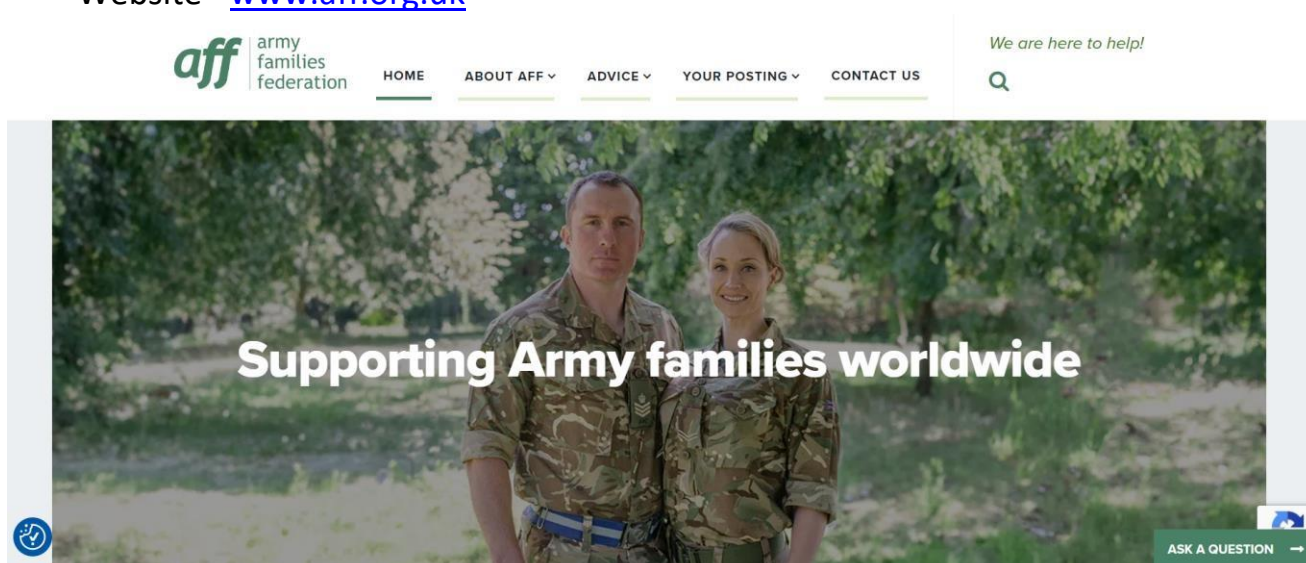 Website - www.aff.org.uk
aff army families federation
HOME
ABOUT AFF
ADVICE
YOUR POSTING
CONTACT US
We are here to help!
Supporting Army families worldwide
ASK A QUESTION →